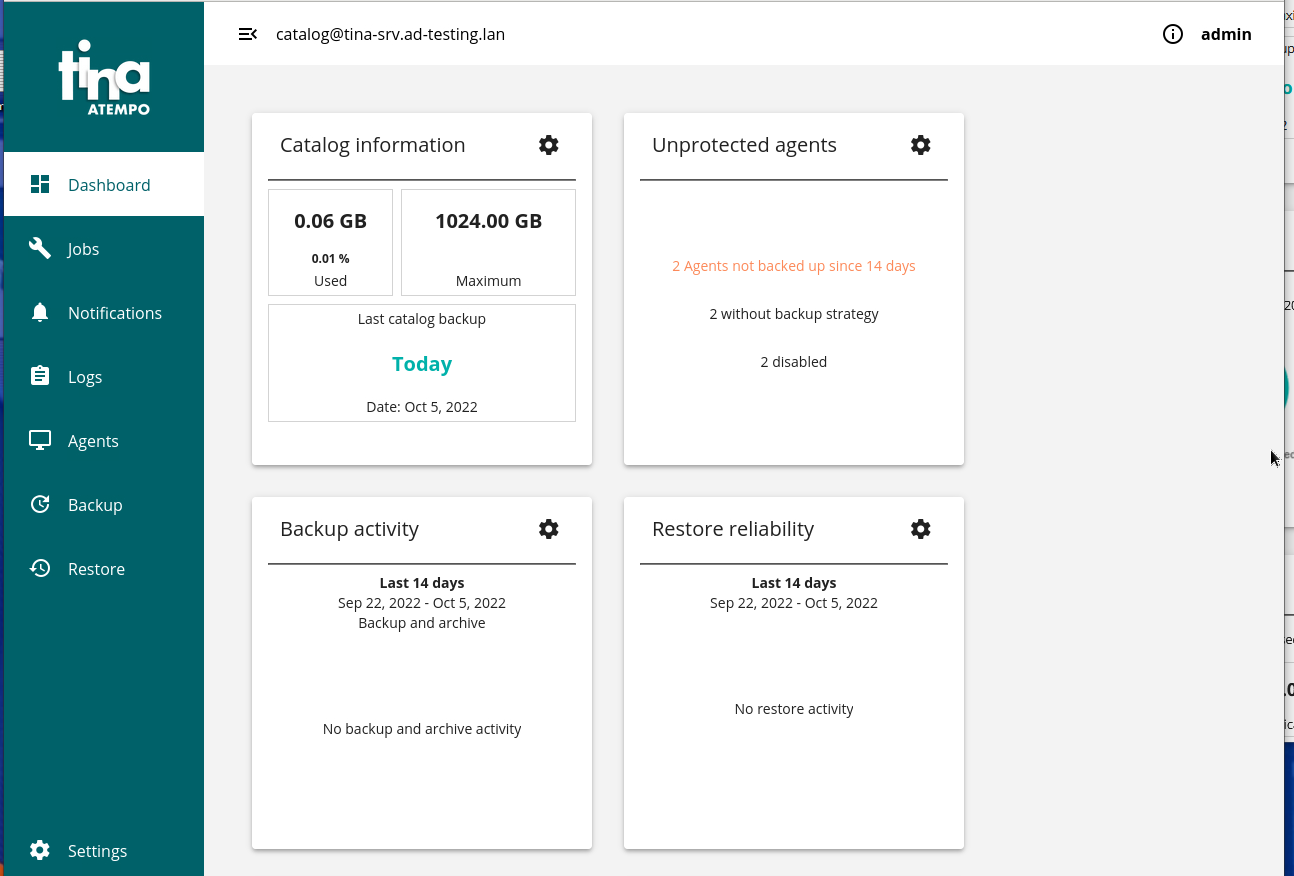 tina
ATEMPO
catalog@tina-srv.ad-testing.lan
admin
Dashboard
Jobs
Notifications
Logs
Agents
Backup
Restore
Settings
Catalog information
0.06 GB
0.01 %
Used
1024.00 GB
Maximum
Last catalog backup
Today
Date: Oct 5, 2022
Unprotected agents
2 Agents not backed up since 14 days
2 without backup strategy
2 disabled
Backup activity
Last 14 days
Sep 22, 2022 - Oct 5, 2022
Backup and archive
No backup and archive activity
Restore reliability
Last 14 days
Sep 22, 2022 - Oct 5, 2022
No restore activity